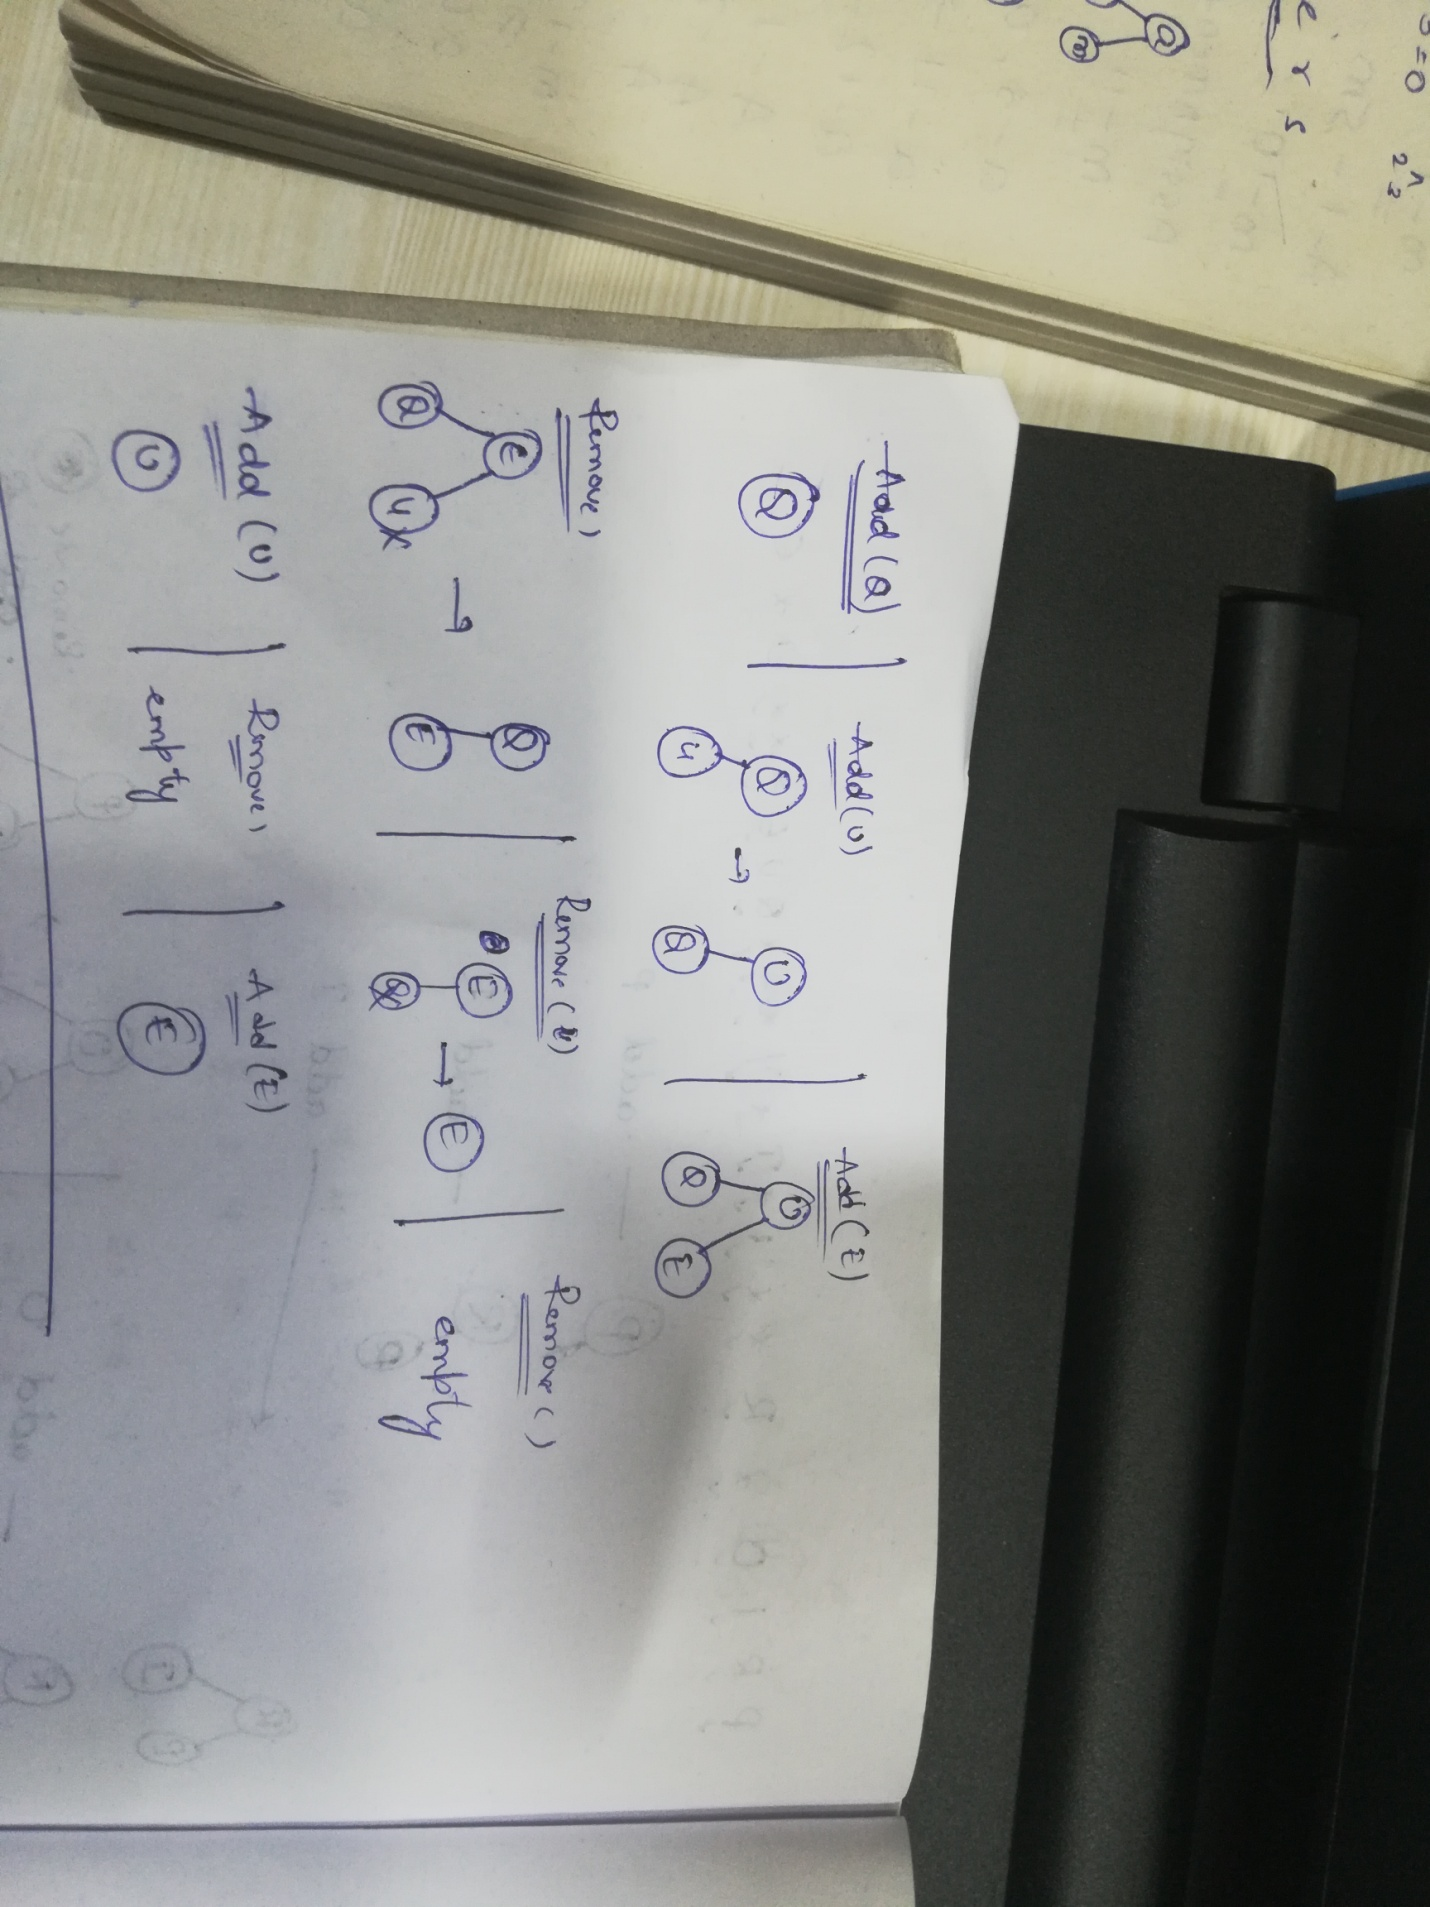 Add(Q) | Add(U) | Add(E)
Q
U Q → Q U
U Q E
Remove) | Remove(U) | Remove()
E Q U → Q E
E Q → E
empty
Add(U) | Remove) | Add(E)
U
empty
E
e r s
Q